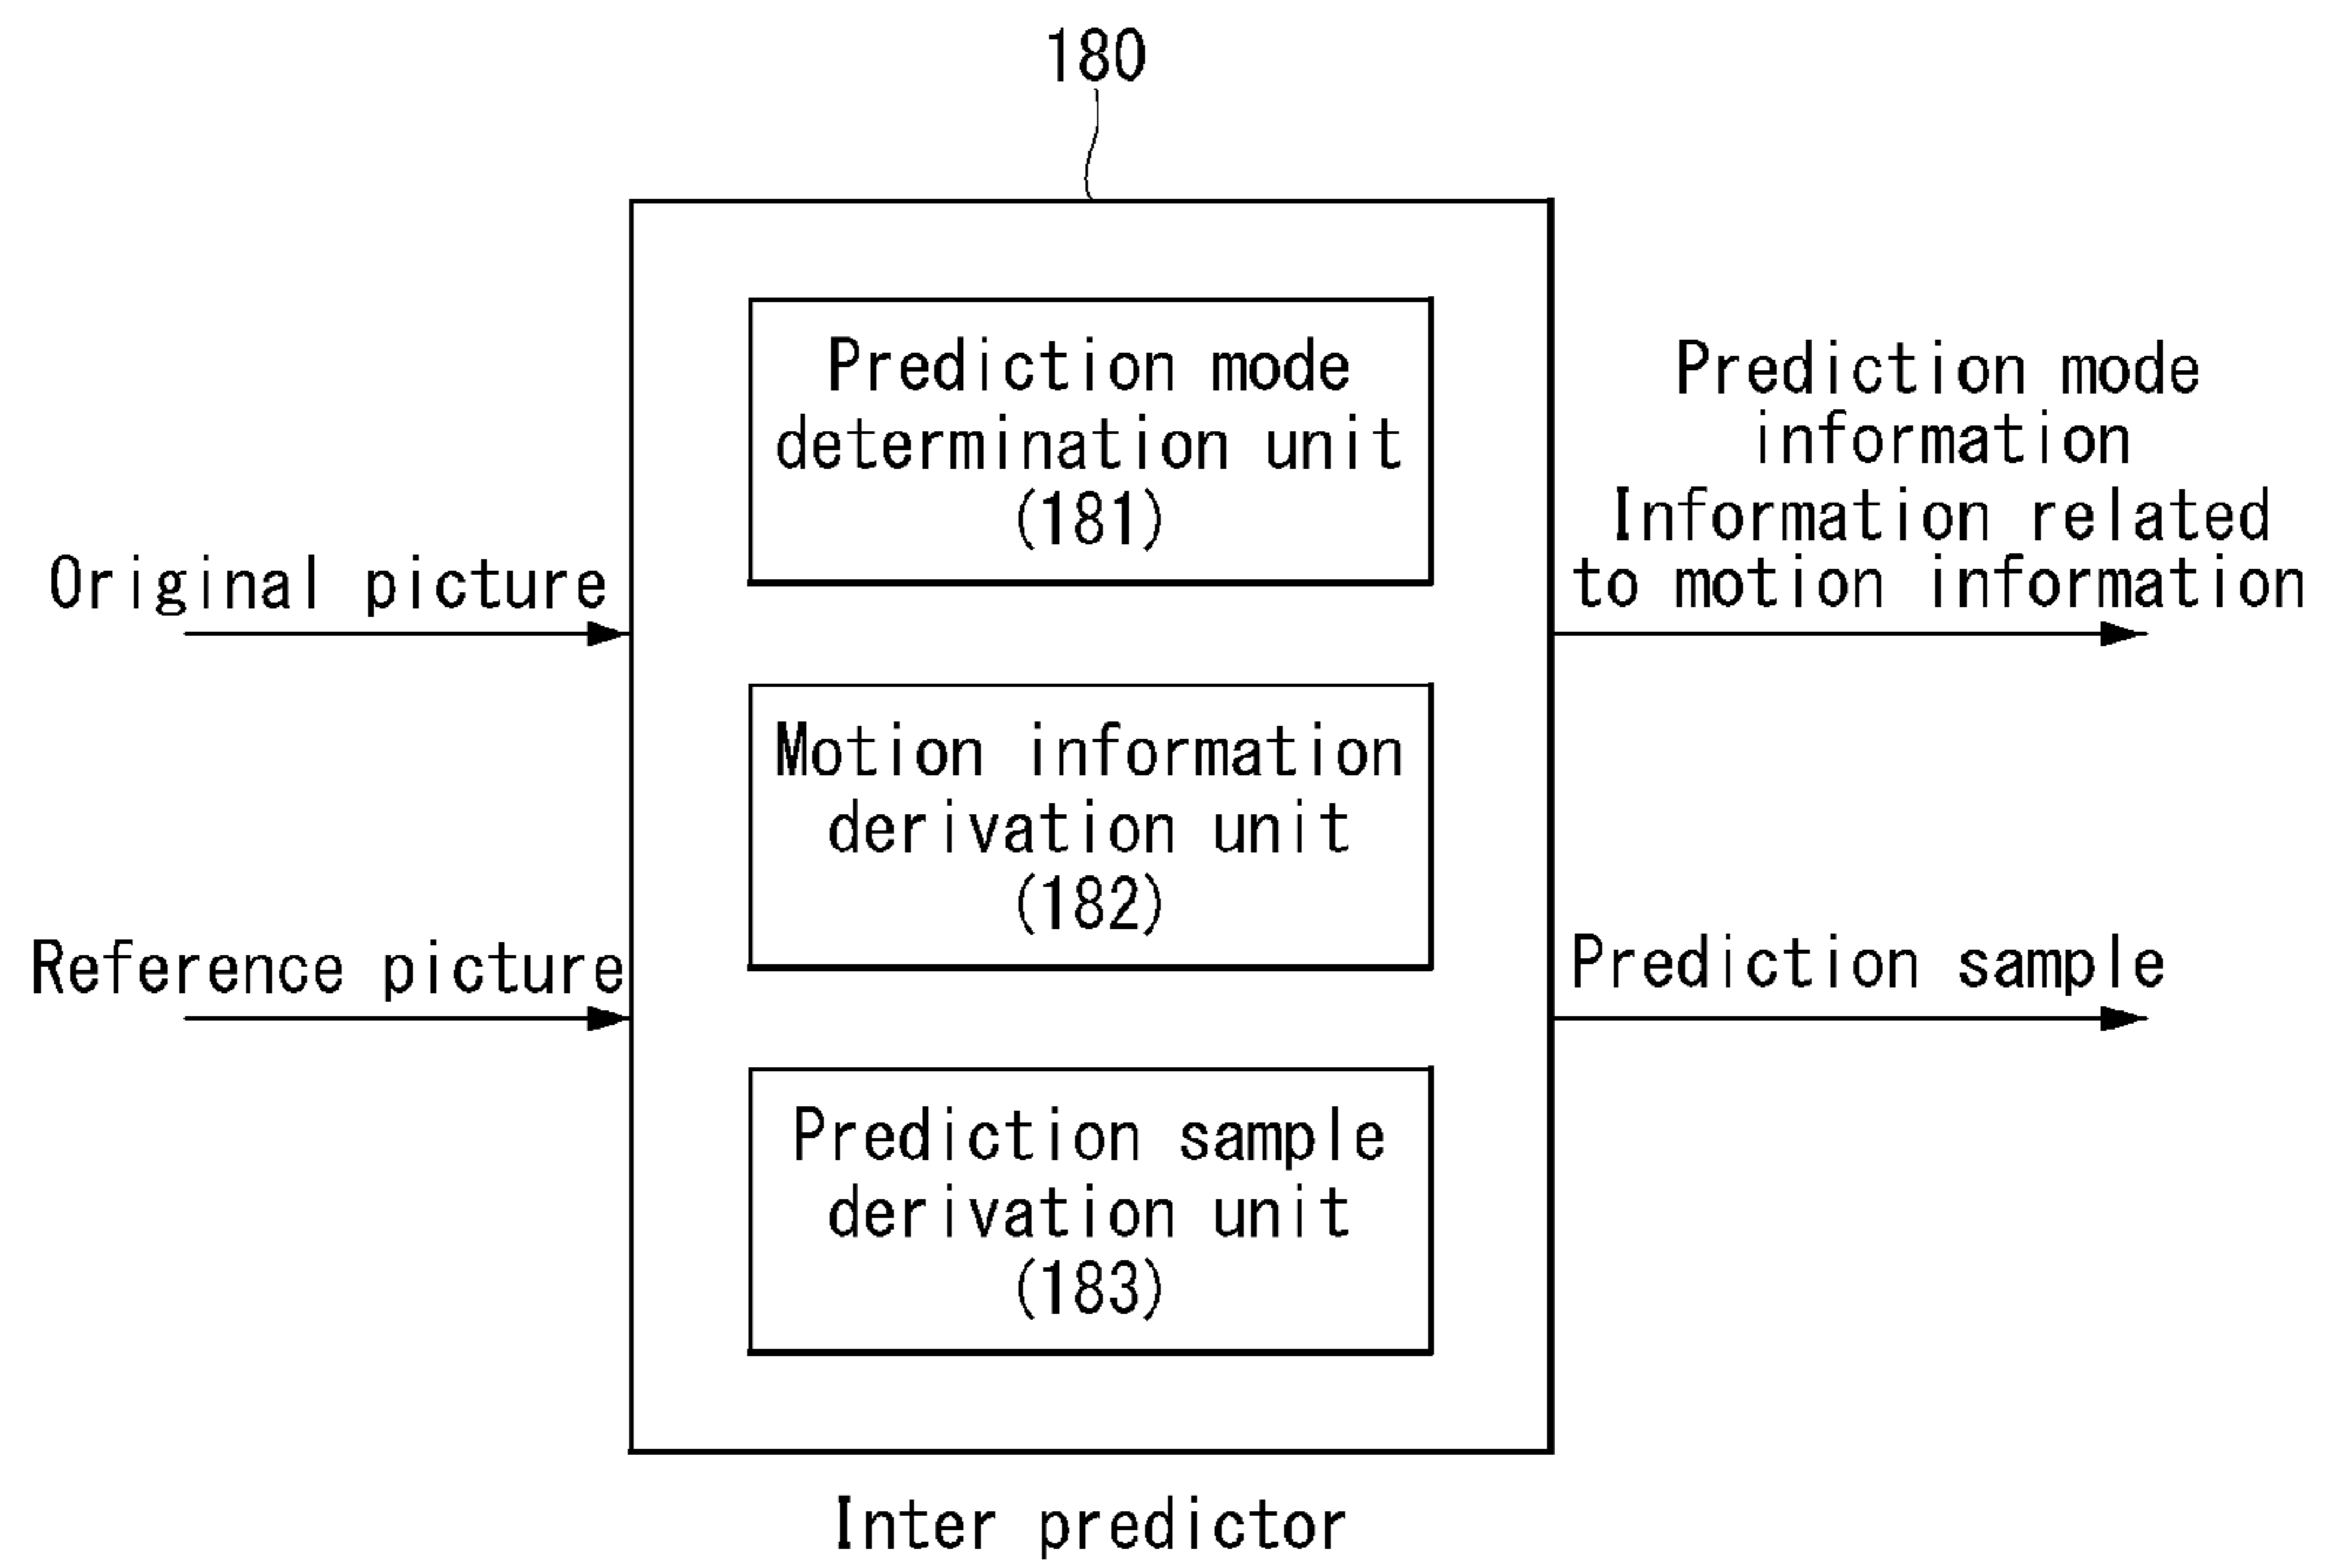 180
Prediction mode
determination unit
(181)
Original picture
Prediction mode
information
Information related
to motion information
Motion information
derivation unit
(182)
Reference picture
Prediction sample
Prediction sample
derivation unit
(183)
Inter predictor